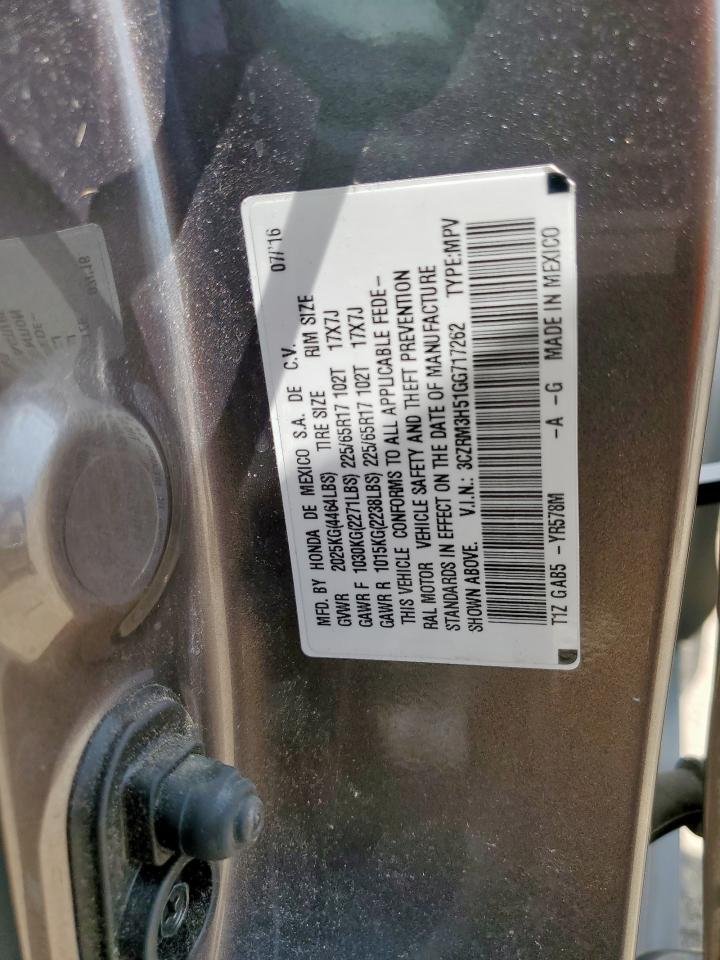 MFD. BY HONDA DE MEXICO S.A. DE C.V. 07/'16
GVWR 2025KG(4464LBS) TIRE SIZE RIM SIZE
GAWR F 1030KG(2271LBS) 225/65R17 102T 17X7J
GAWR R 1015KG(2238LBS) 225/65R17 102T 17X7J
THIS VEHICLE CONFORMS TO ALL APPLICABLE FEDE-
RAL MOTOR VEHICLE SAFETY AND THEFT PREVENTION
STANDARDS IN EFFECT ON THE DATE OF MANUFACTURE
SHOWN ABOVE. V.I.N.: 3CZRM3H51GG717262 TYPE:MPV
T1Z GAB5 -YR578M -A -G MADE IN MEXICO